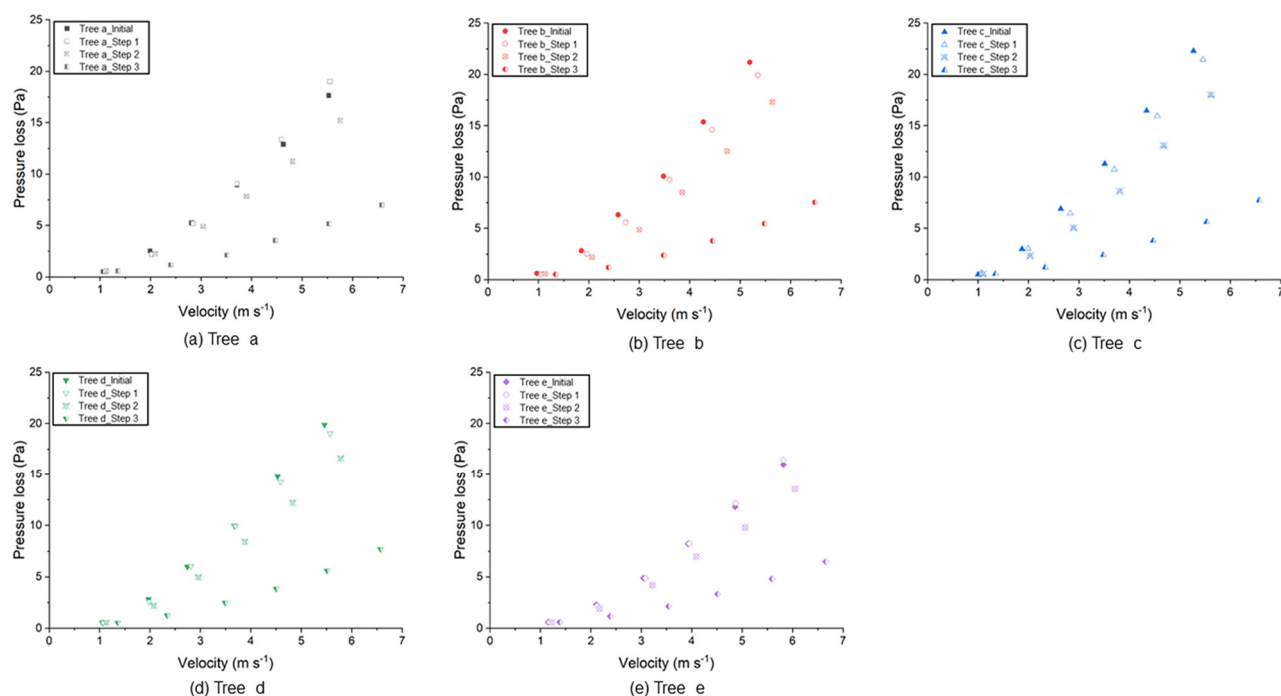 Tree a_Initial
Tree a_Step 1
Tree a_Step 2
Tree a_Step 3
25
20
15
10
5
0
Pressure loss (Pa)
0 1 2 3 4 5 6 7
Velocity (m s⁻¹)
(a) Tree a
Tree b_Initial
Tree b_Step 1
Tree b_Step 2
Tree b_Step 3
25
20
15
10
5
0
Pressure loss (Pa)
0 1 2 3 4 5 6 7
Velocity (m s⁻¹)
(b) Tree b
Tree c_Initial
Tree c_Step 1
Tree c_Step 2
Tree c_Step 3
25
20
15
10
5
0
Pressure loss (Pa)
0 1 2 3 4 5 6 7
Velocity (m s⁻¹)
(c) Tree c
Tree d_Initial
Tree d_Step 1
Tree d_Step 2
Tree d_Step 3
25
20
15
10
5
0
Pressure loss (Pa)
0 1 2 3 4 5 6 7
Velocity (m s⁻¹)
(d) Tree d
Tree e_Initial
Tree e_Step 1
Tree e_Step 2
Tree e_Step 3
25
20
15
10
5
0
Pressure loss (Pa)
0 1 2 3 4 5 6 7
Velocity (m s⁻¹)
(e) Tree e